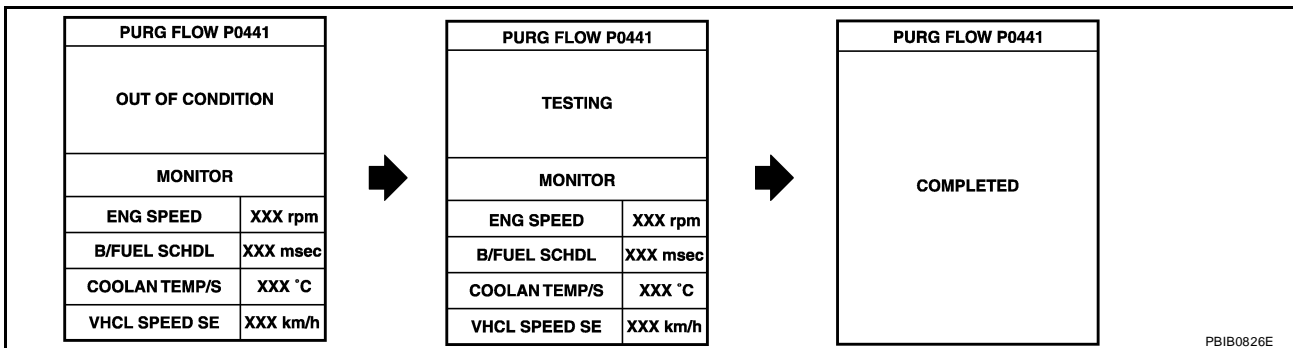 PURG FLOW P0441
OUT OF CONDITION
MONITOR
ENG SPEED XXX rpm
B/FUEL SCHDL XXX msec
COOLAN TEMP/S XXX °C
VHCL SPEED SE XXX km/h
PURG FLOW P0441
TESTING
MONITOR
ENG SPEED XXX rpm
B/FUEL SCHDL XXX msec
COOLAN TEMP/S XXX °C
VHCL SPEED SE XXX km/h
PURG FLOW P0441
COMPLETED
PBIB0826E